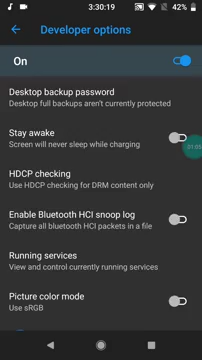 3:30:19
42%
Developer options
On
Desktop backup password
Desktop full backups aren't currently protected
Stay awake
Screen will never sleep while charging
01:05
HDCP checking
Use HDCP checking for DRM content only
Enable Bluetooth HCI snoop log
Capture all bluetooth HCI packets in a file
Running services
View and control currently running services
Picture color mode
Use sRGB